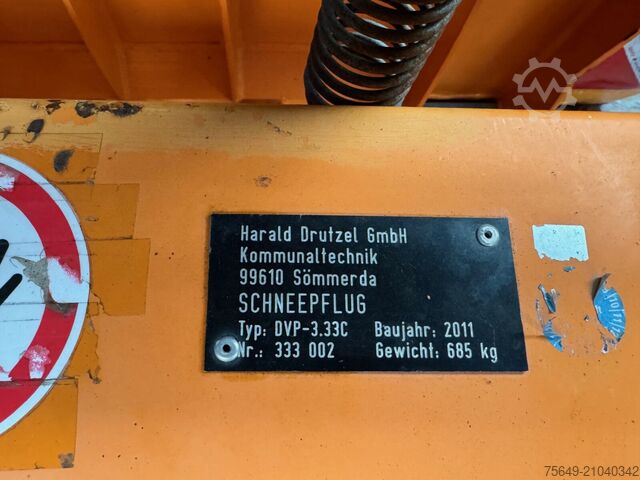 Harald Drutzel GmbH
Kommunaltechnik
99610 Sömmerda
SCHNEEPFLUG
Typ: DVP-3.33C Baujahr: 2011
Nr.: 333 002 Gewicht: 685 kg
75649-21040342